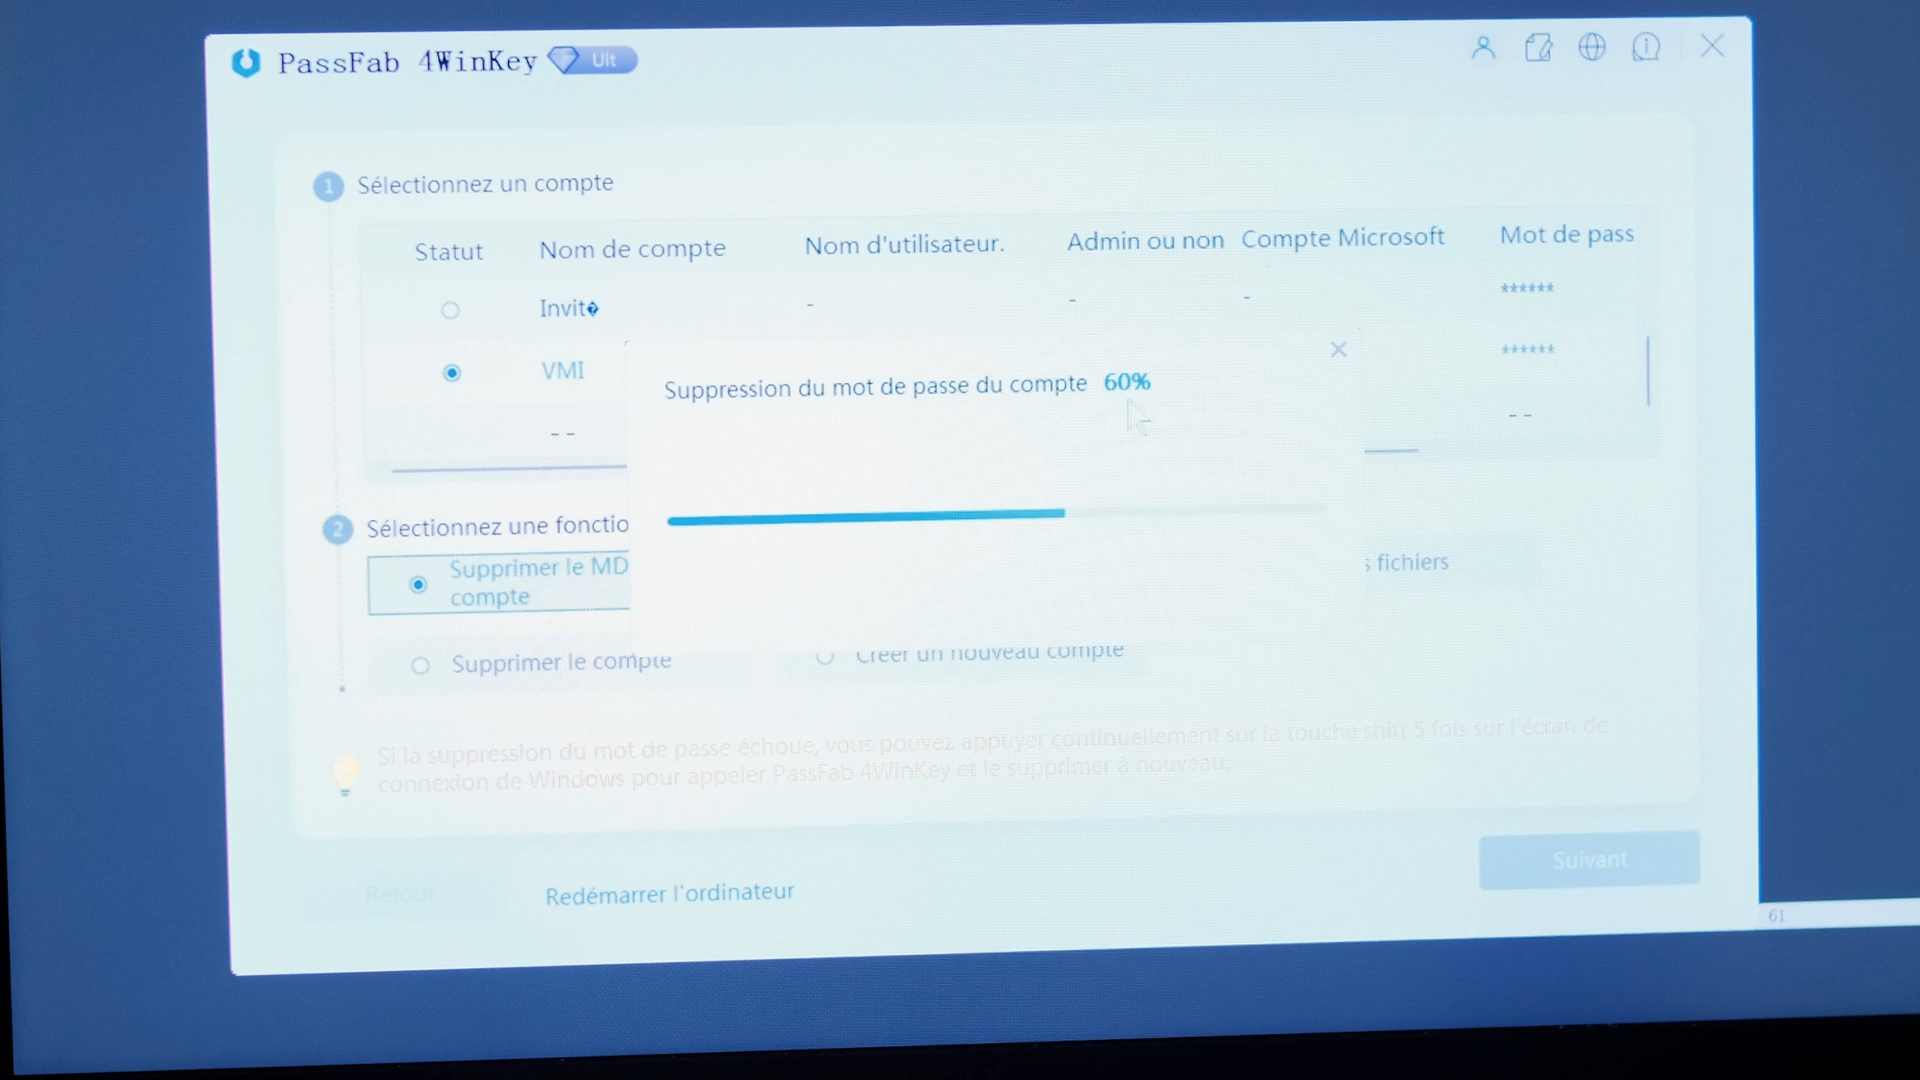 PassFab 4WinKey Ult
1 Sélectionnez un compte
Statut Nom de compte Nom d'utilisateur. Admin ou non Compte Microsoft Mot de pass
Invit� - - - ******
VMI ******
-- --
Suppression du mot de passe du compte 60%
2 Sélectionnez une fonctio
Supprimer le MD
compte
s fichiers
Supprimer le compte
Créer un nouveau compte
Si la suppression du mot de passe échoue, vous pouvez appuyer continuellement sur la touche shift 5 fois sur l'écran de
connexion de Windows pour appeler PassFab 4WinKey et le supprimer à nouveau.
Retour Redémarrer l'ordinateur Suivant
61